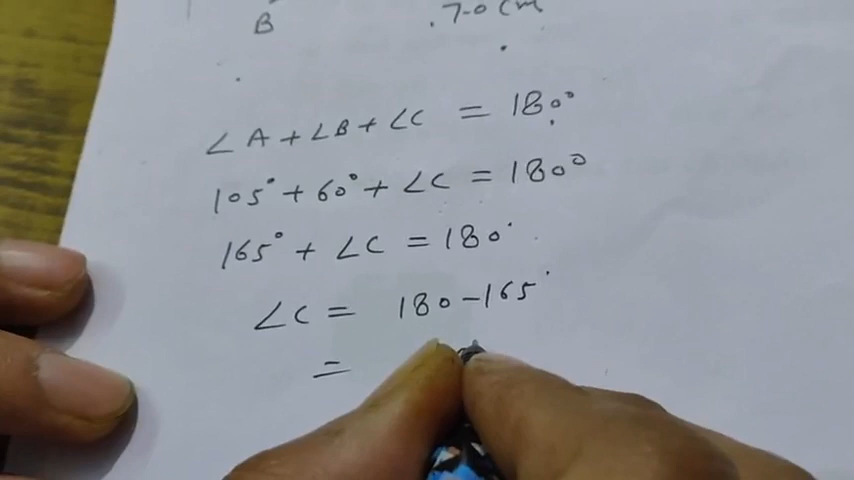 B .7.0 cm
∠A + ∠B + ∠C = 180°
105° + 60° + ∠C = 180°
165° + ∠C = 180°
∠C = 180 - 165°
=